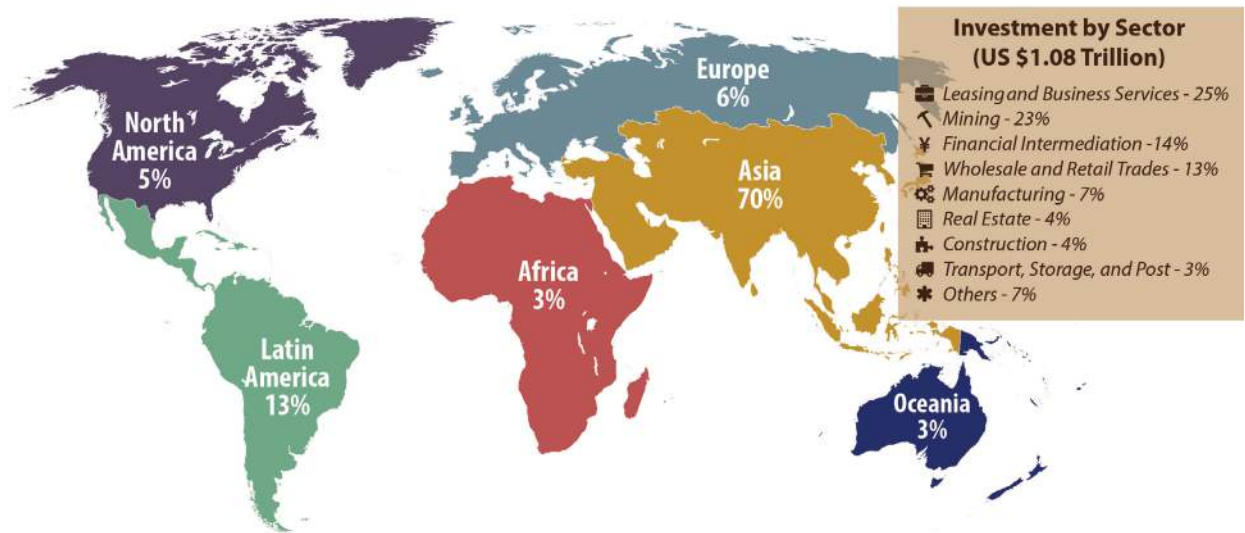 North
America
5%
Latin
America
13%
Europe
6%
Africa
3%
Asia
70%
Oceania
3%
Investment by Sector
(US $1.08 Trillion)
Leasing and Business Services - 25%
Mining - 23%
¥ Financial Intermediation - 14%
Wholesale and Retail Trades - 13%
Manufacturing - 7%
Real Estate - 4%
Construction - 4%
Transport, Storage, and Post - 3%
Others - 7%